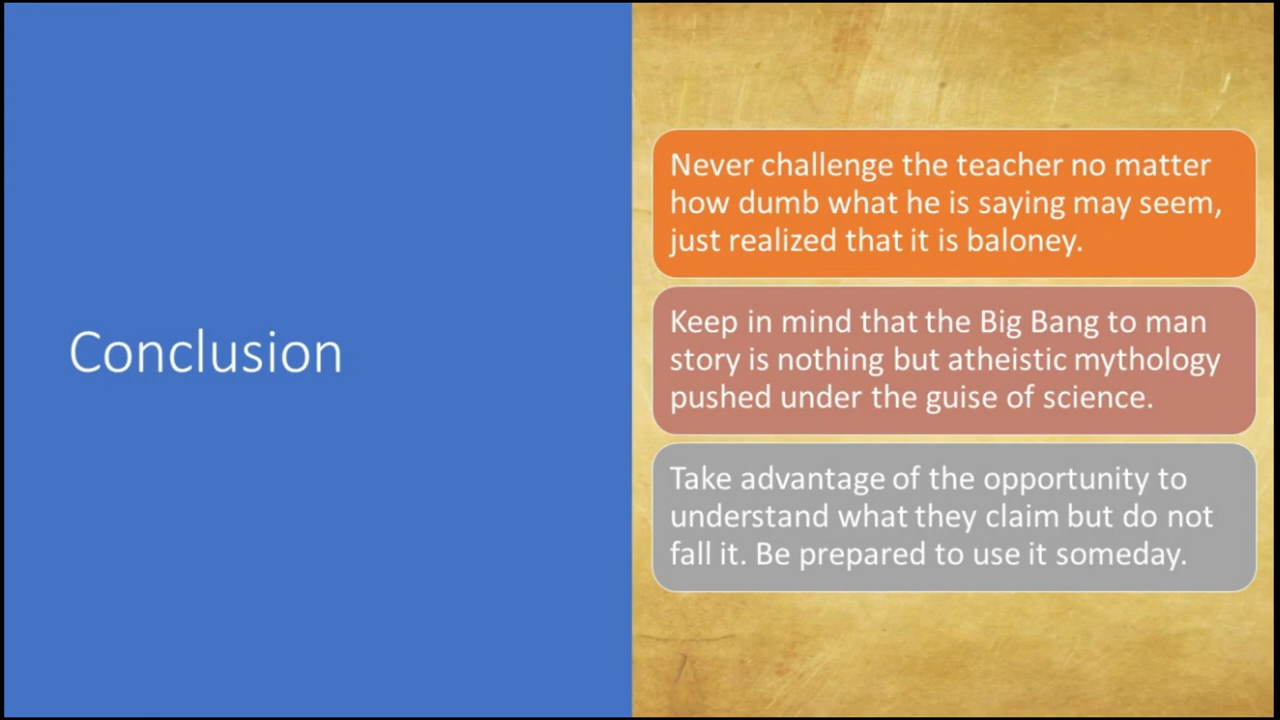 Conclusion
Never challenge the teacher no matter
how dumb what he is saying may seem,
just realized that it is baloney.
Keep in mind that the Big Bang to man
story is nothing but atheistic mythology
pushed under the guise of science.
Take advantage of the opportunity to
understand what they claim but do not
fall it. Be prepared to use it someday.